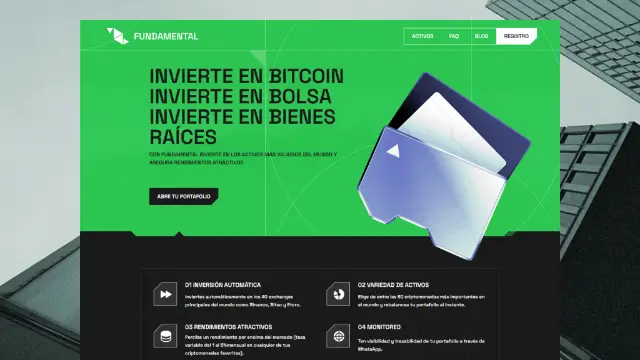 FUNDAMENTAL
ACTIVOS
FAQ
BLOG
REGISTRO
INVIERTE EN BITCOIN
INVIERTE EN BOLSA
INVIERTE EN BIENES
RAÍCES
CON FUNDAMENTAL INVIERTE EN LOS ACTIVOS MÁS VALIOSOS DEL MUNDO Y
ASEGURA RENDIMIENTOS ATRACTIVOS
ABRE TU PORTAFOLIO
01 INVERSIÓN AUTOMÁTICA
Inviertes automáticamente en los 40 exchanges
principales del mundo como Binance, Bitso y Etoro.
02 VARIEDAD DE ACTIVOS
Elige de entre las 50 criptomonedas más importantes en
el mundo y rebalancea tu portafolio al instante.
03 RENDIMIENTOS ATRACTIVOS
Percibe un rendimiento por encima del mercado (tasa
variable del 1 al 5%mensual en cualquier de tus
criptomonedas favoritas).
04 MONITOREO
Ten visibilidad y trazabilidad de tu portafolio a través de
WhatsApp.